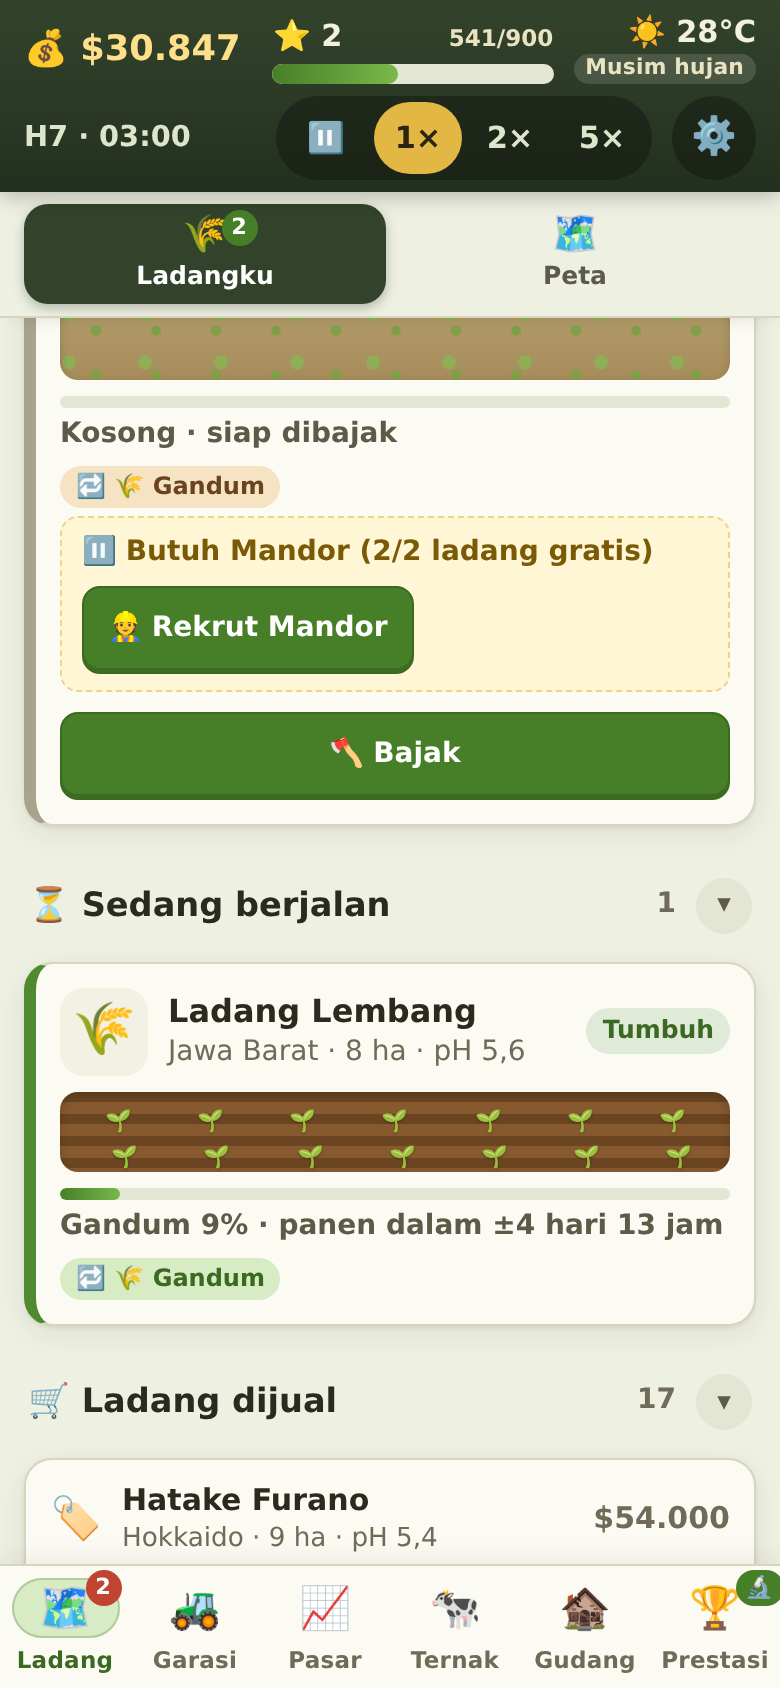 $30.847
2
541/900
28°C
Musim hujan
H7 · 03:00
1×
2×
5×
2
Ladangku
Peta
Kosong · siap dibajak
Gandum
Butuh Mandor (2/2 ladang gratis)
Rekrut Mandor
Bajak
Sedang berjalan
1
Ladang Lembang
Jawa Barat · 8 ha · pH 5,6
Tumbuh
Gandum 9% · panen dalam ±4 hari 13 jam
Gandum
Ladang dijual
17
Hatake Furano
Hokkaido · 9 ha · pH 5,4
$54.000
2
Ladang
Garasi
Pasar
Ternak
Gudang
Prestasi